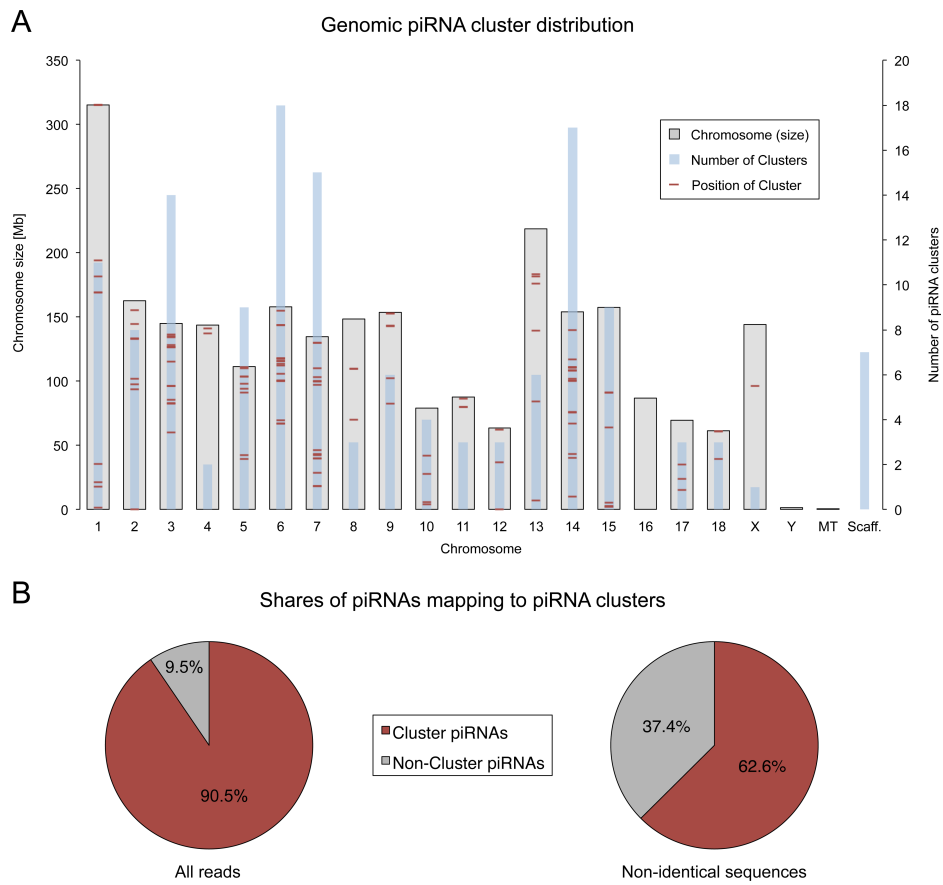 A
Genomic piRNA cluster distribution
350
300
250
200
150
100
50
0
Chromosome size [Mb]
20
18
16
14
12
10
8
6
4
2
0
Number of piRNA clusters
Chromosome (size)
Number of Clusters
Position of Cluster
1 2 3 4 5 6 7 8 9 10 11 12 13 14 15 16 17 18 X Y MT Scaff.
Chromosome
B
Shares of piRNAs mapping to piRNA clusters
9.5%
90.5%
All reads
Cluster piRNAs
Non-Cluster piRNAs
37.4%
62.6%
Non-identical sequences